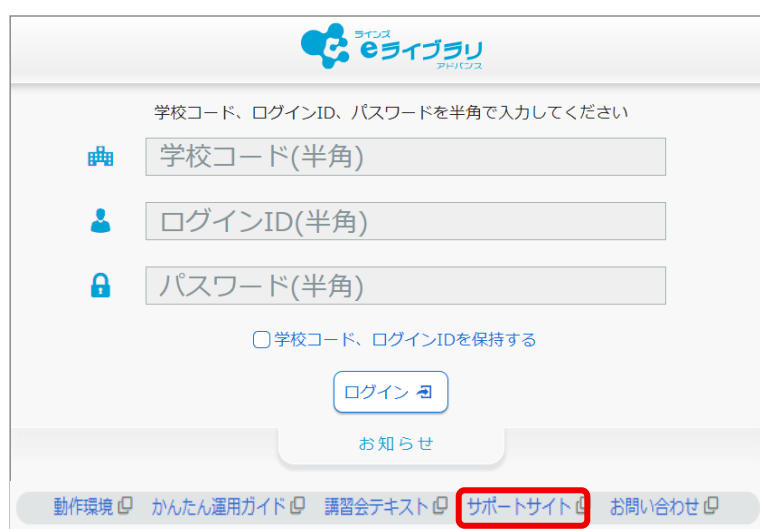 ラインズ
eライブラリ
アドバンス
学校コード、ログインID、パスワードを半角で入力してください
学校コード(半角)
ログインID(半角)
パスワード(半角)
学校コード、ログインIDを保持する
ログイン
お知らせ
動作環境 かんたん運用ガイド 講習会テキスト サポートサイト お問い合わせ